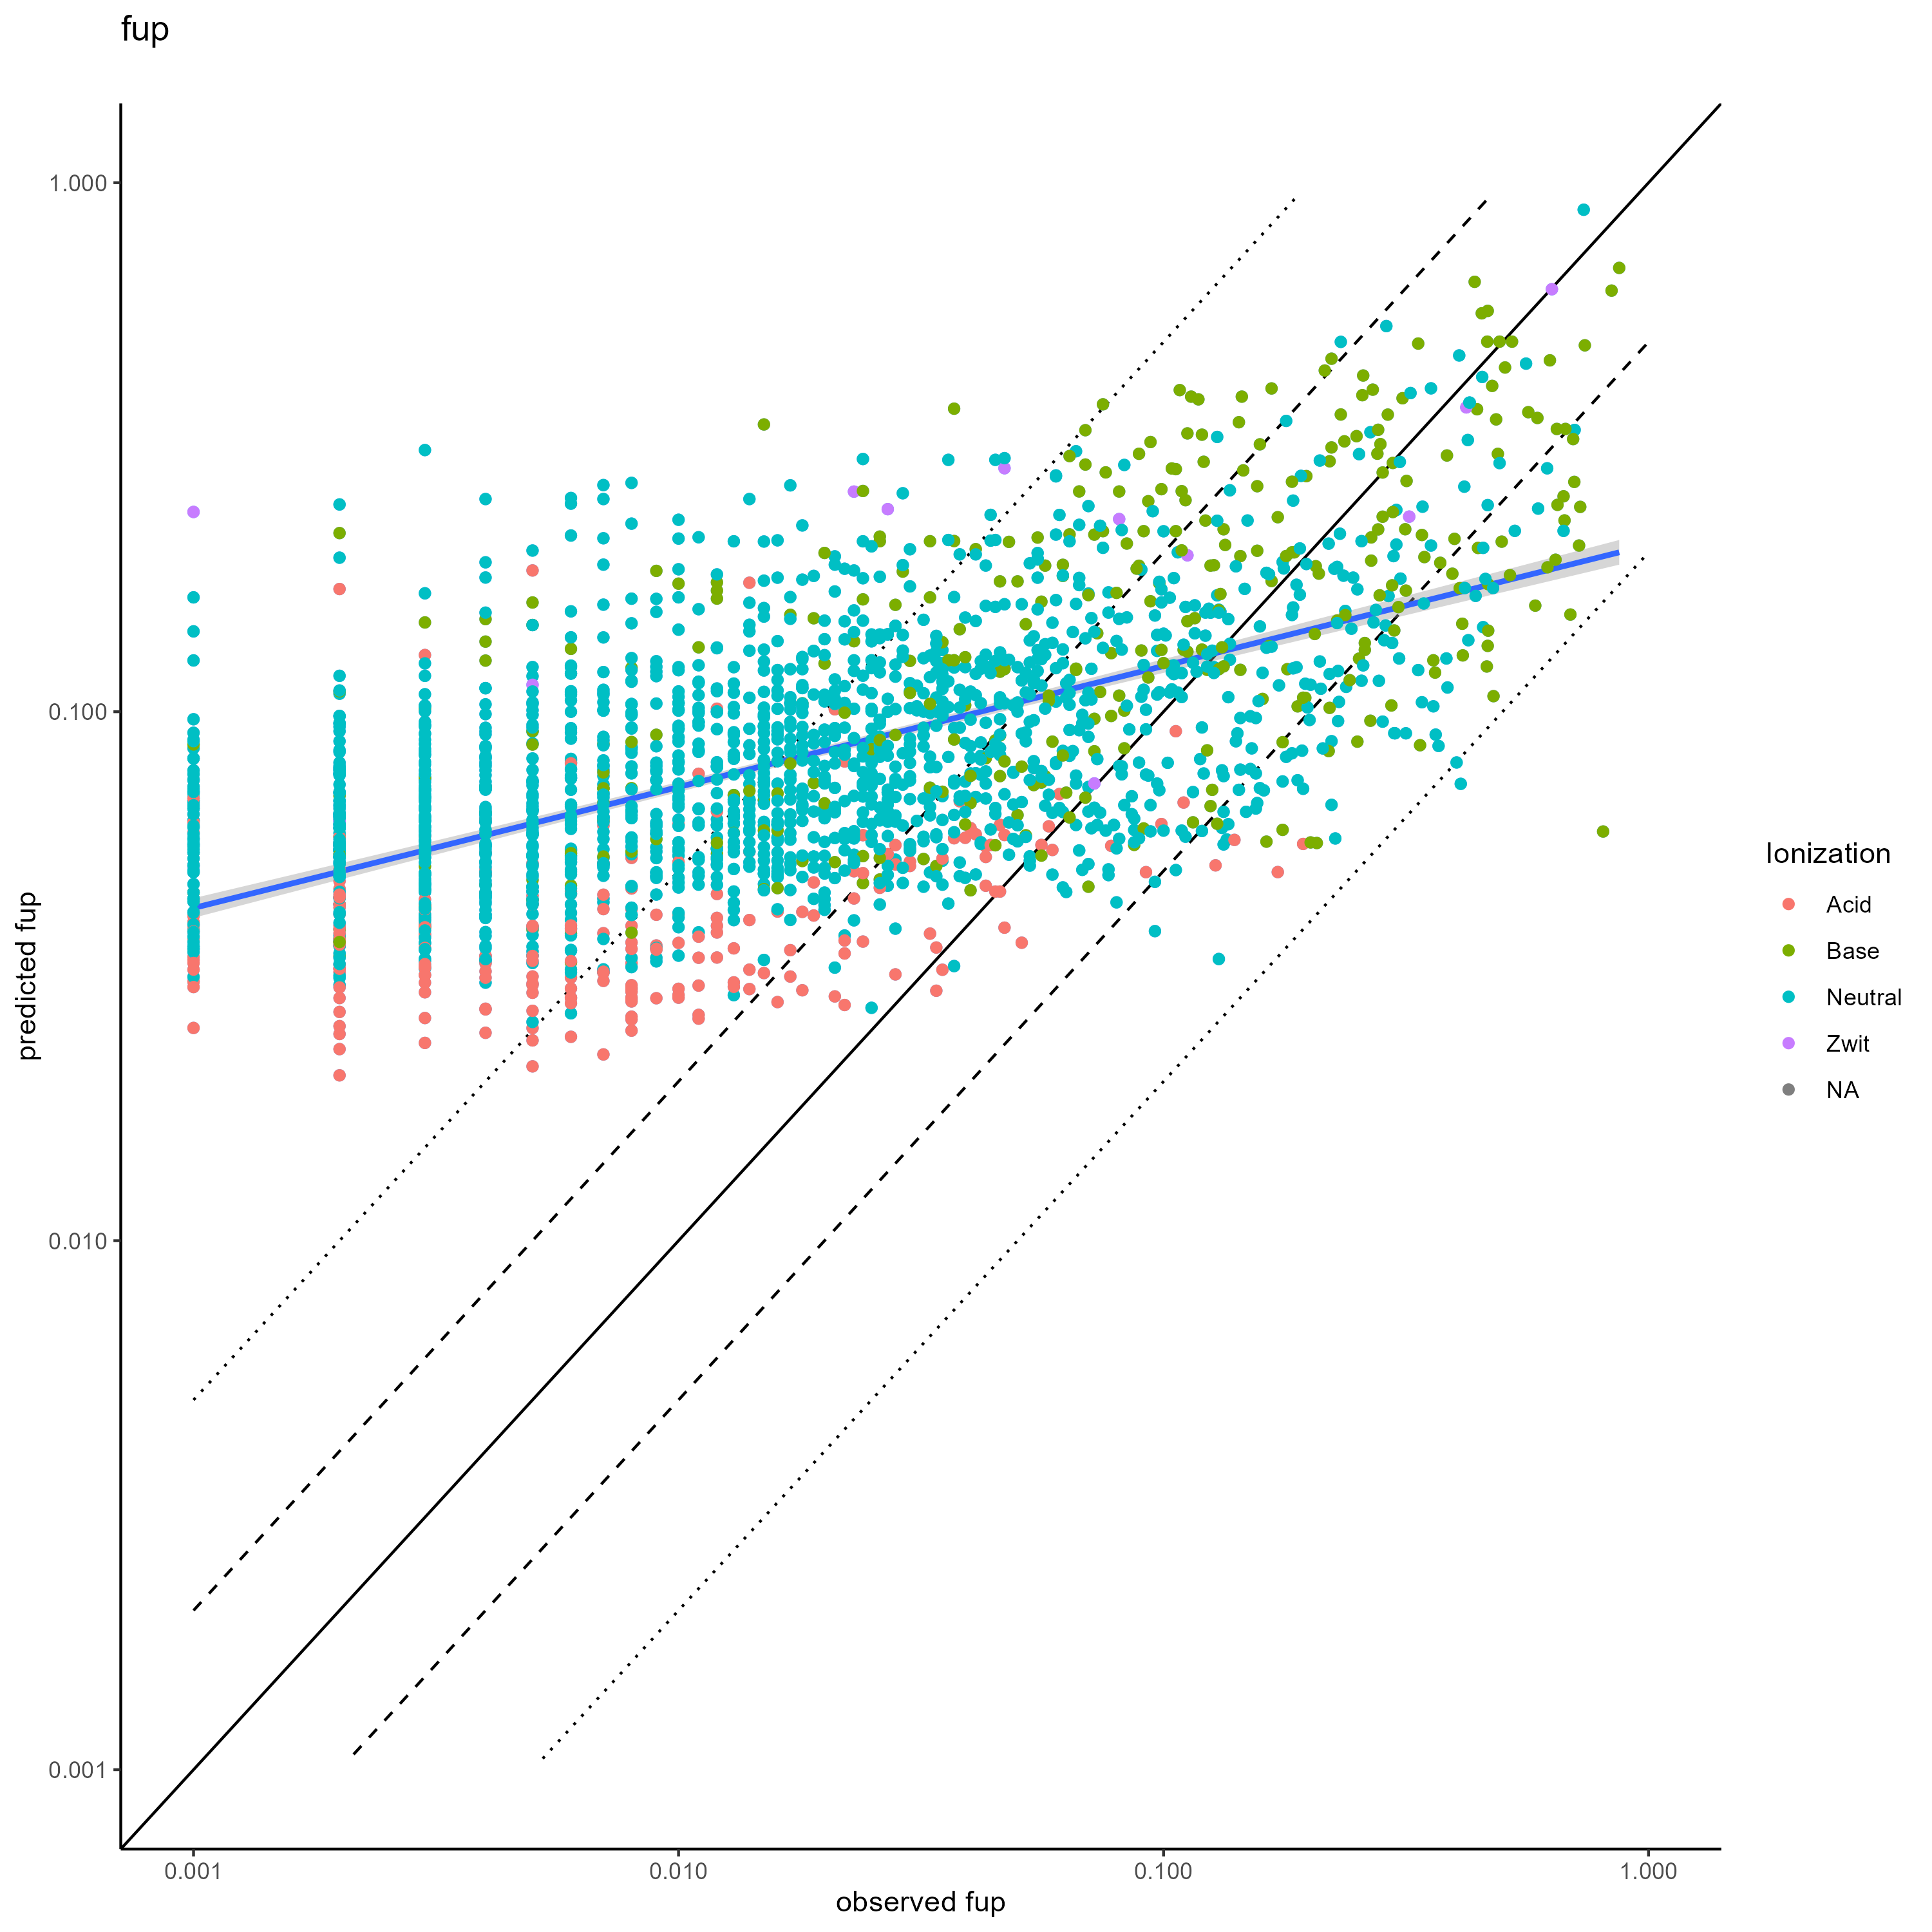 fup
1.000
0.100
0.010
0.001
predicted fup
0.001
0.010
0.100
1.000
observed fup
Ionization
Acid
Base
Neutral
Zwit
NA